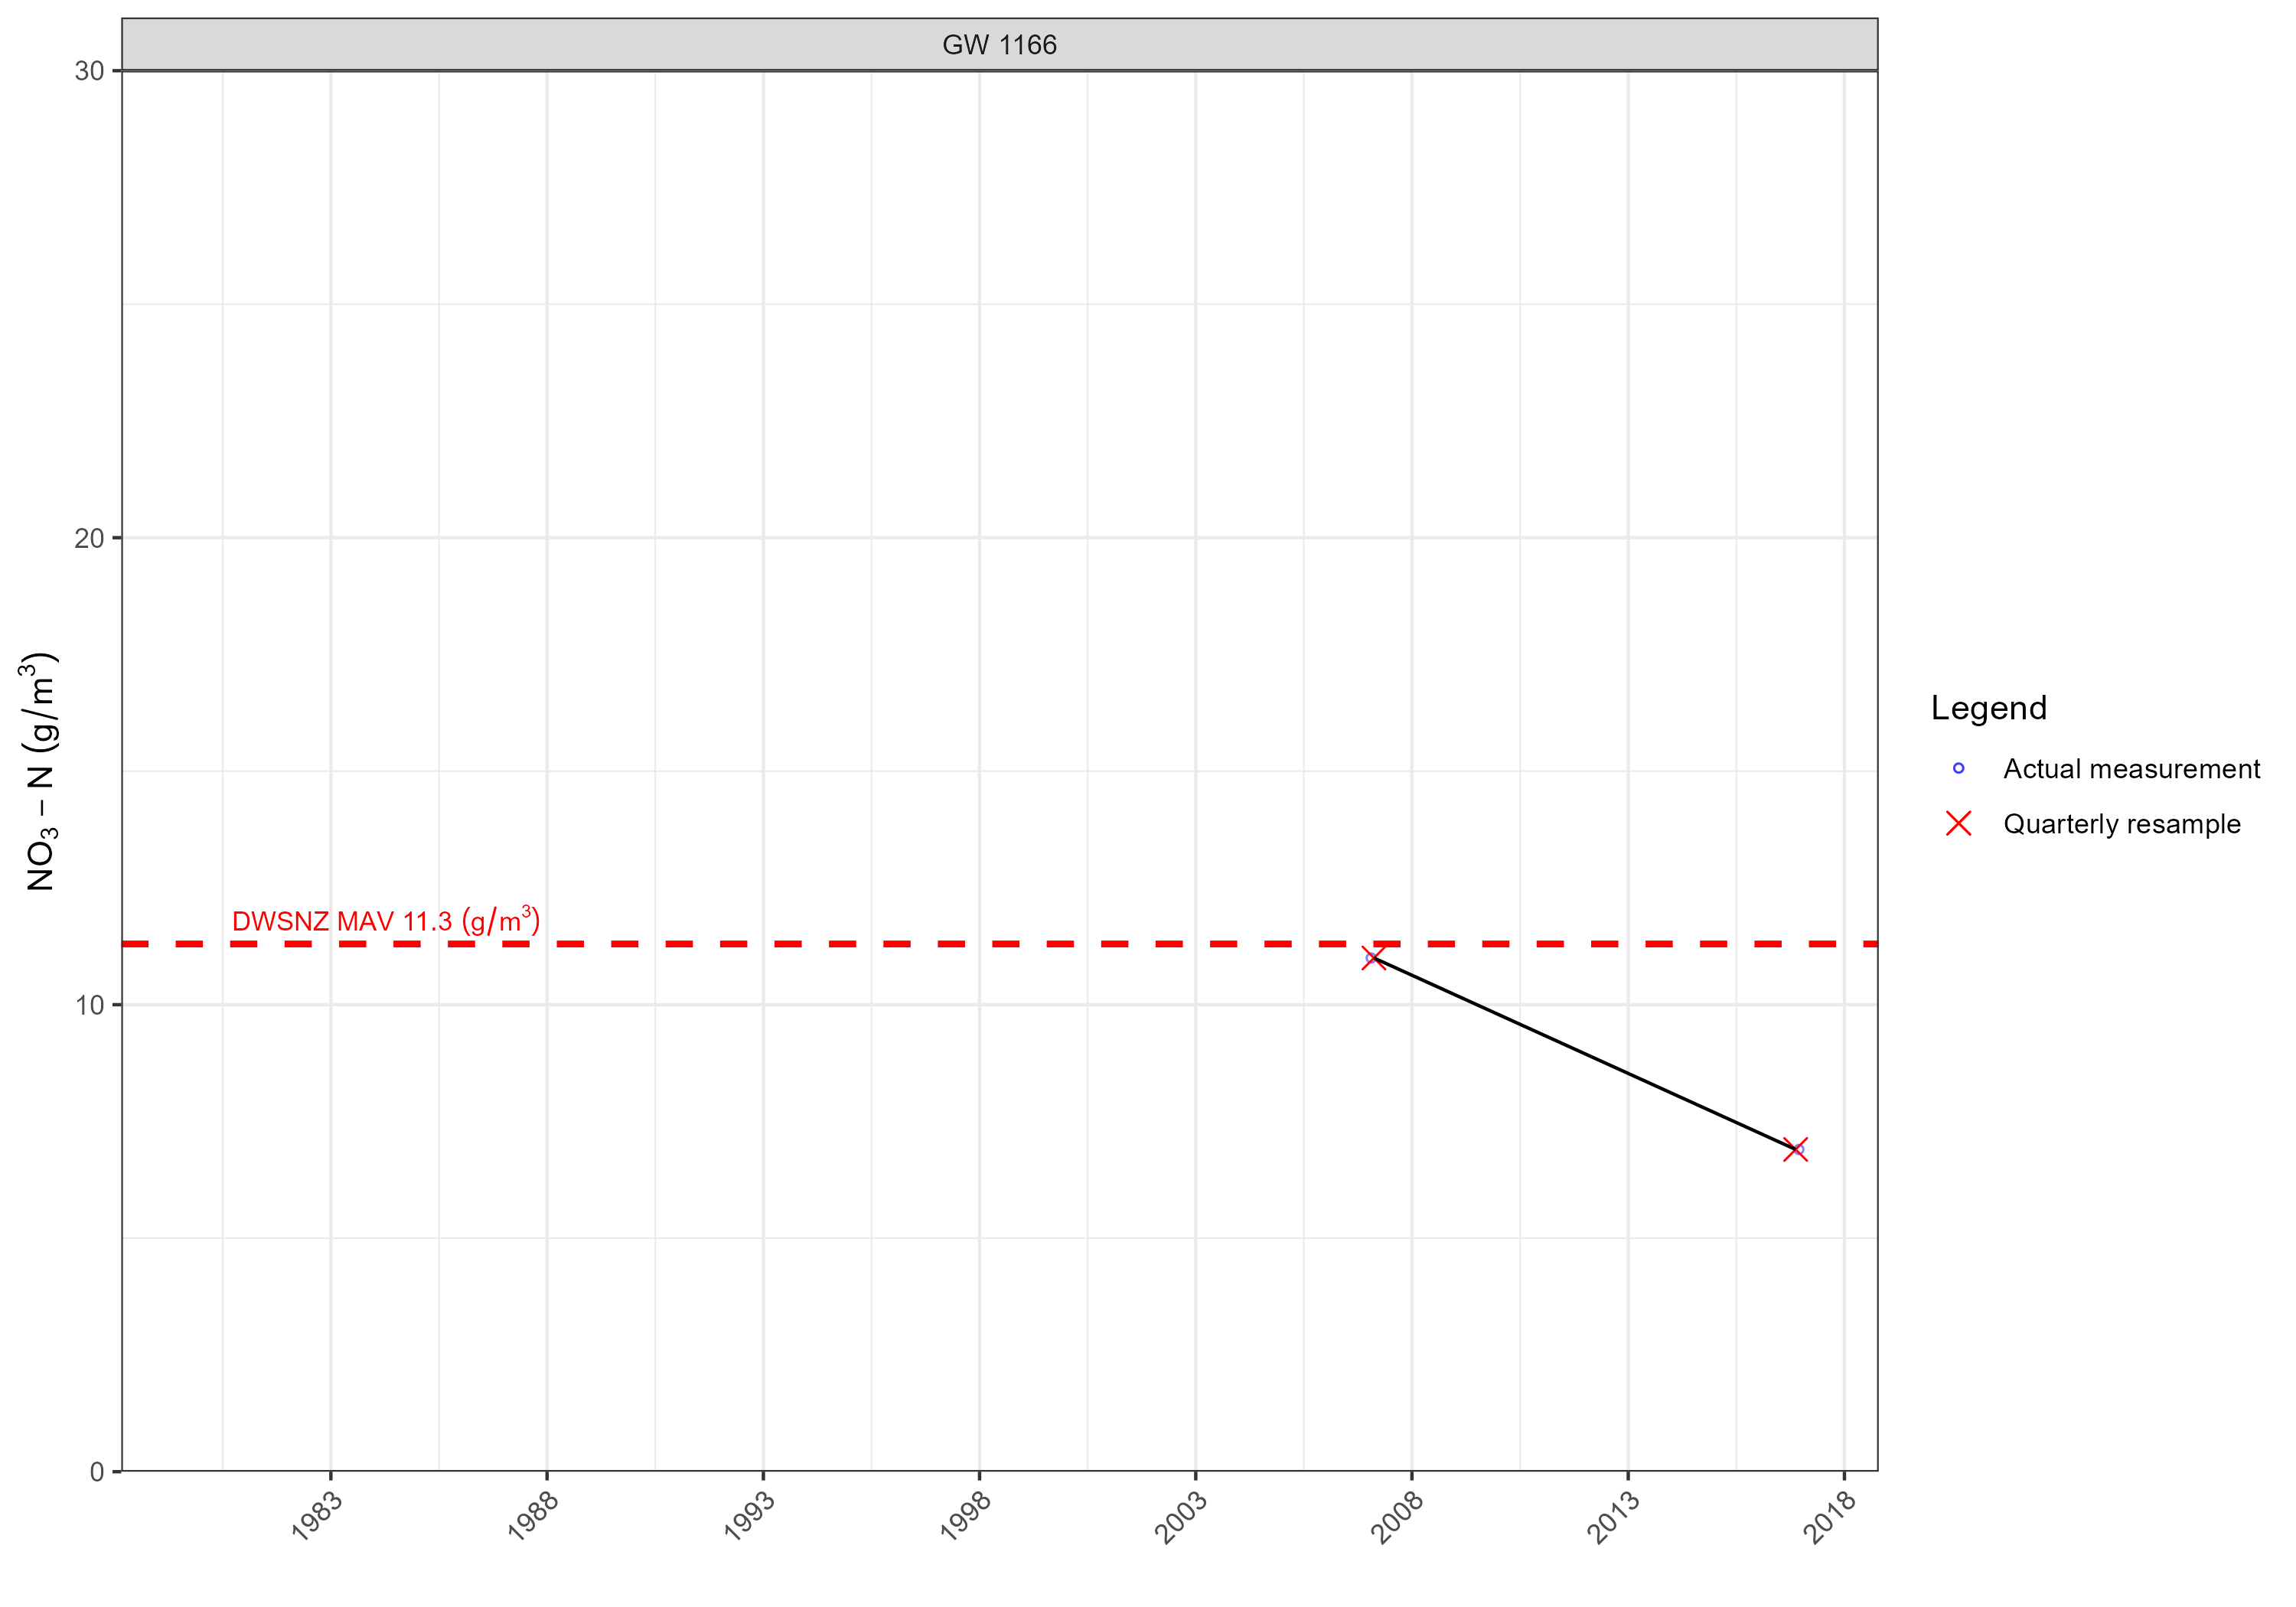 GW 1166
30
20
10
0
NO₃ – N (g/m³)
DWSNZ MAV 11.3 (g/m³)
1983
1988
1993
1998
2003
2008
2013
2018
Legend
Actual measurement
Quarterly resample